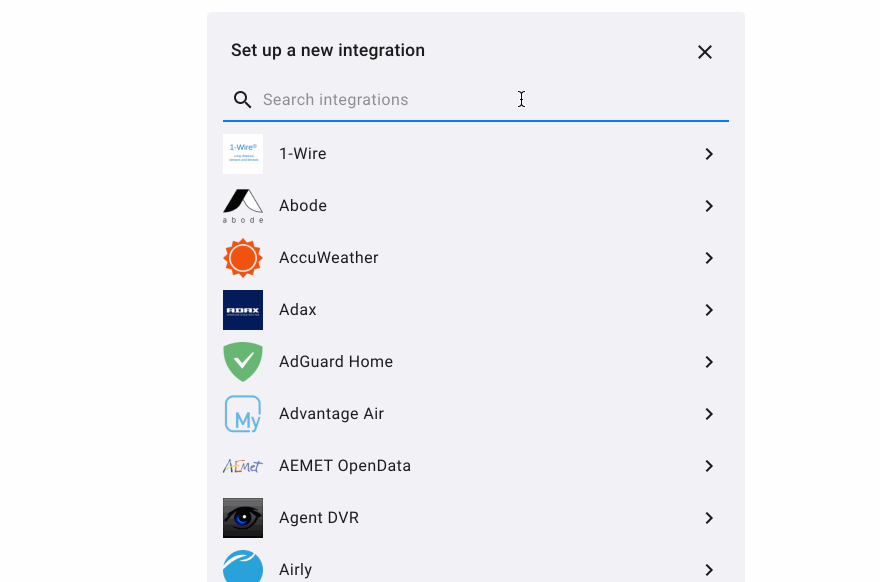 Set up a new integration
Search integrations
1-Wire®
1-Wire
abode
Abode
AccuWeather
ADAX
Adax
AdGuard Home
My
Advantage Air
AEmet
AEMET OpenData
Agent DVR
Airly